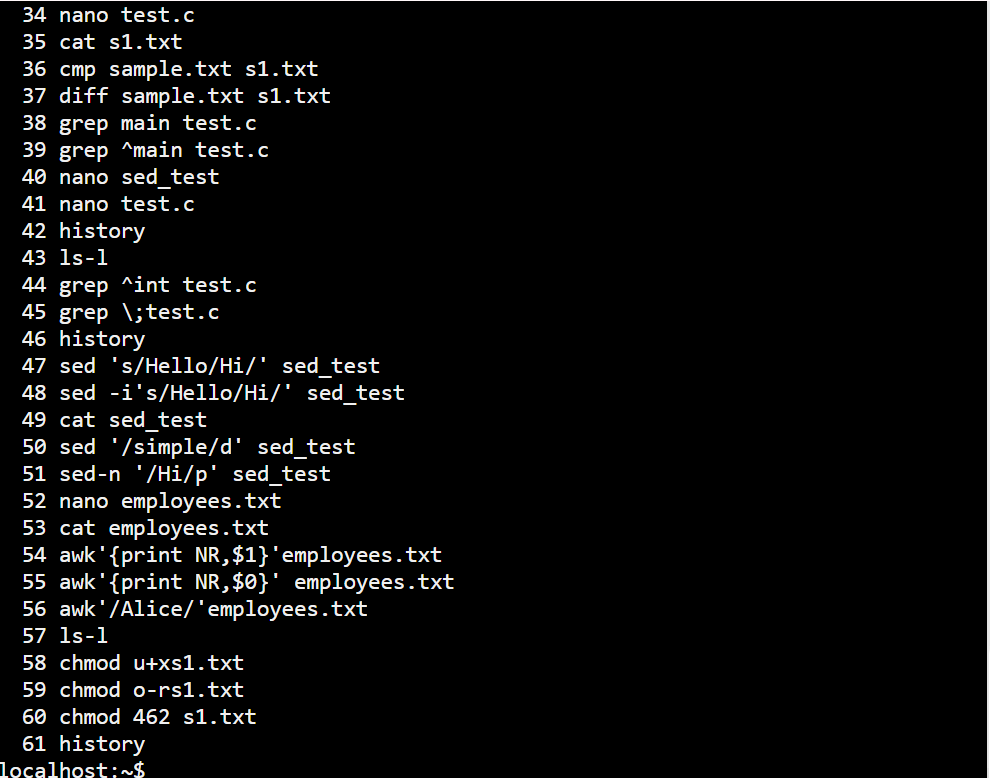 34 nano test.c
35 cat s1.txt
36 cmp sample.txt s1.txt
37 diff sample.txt s1.txt
38 grep main test.c
39 grep ^main test.c
40 nano sed_test
41 nano test.c
42 history
43 ls-l
44 grep ^int test.c
45 grep \;test.c
46 history
47 sed 's/Hello/Hi/' sed_test
48 sed -i's/Hello/Hi/' sed_test
49 cat sed_test
50 sed '/simple/d' sed_test
51 sed-n '/Hi/p' sed_test
52 nano employees.txt
53 cat employees.txt
54 awk'{print NR,$1}'employees.txt
55 awk'{print NR,$0}' employees.txt
56 awk'/Alice/'employees.txt
57 ls-l
58 chmod u+xs1.txt
59 chmod o-rs1.txt
60 chmod 462 s1.txt
61 history
localhost:~$